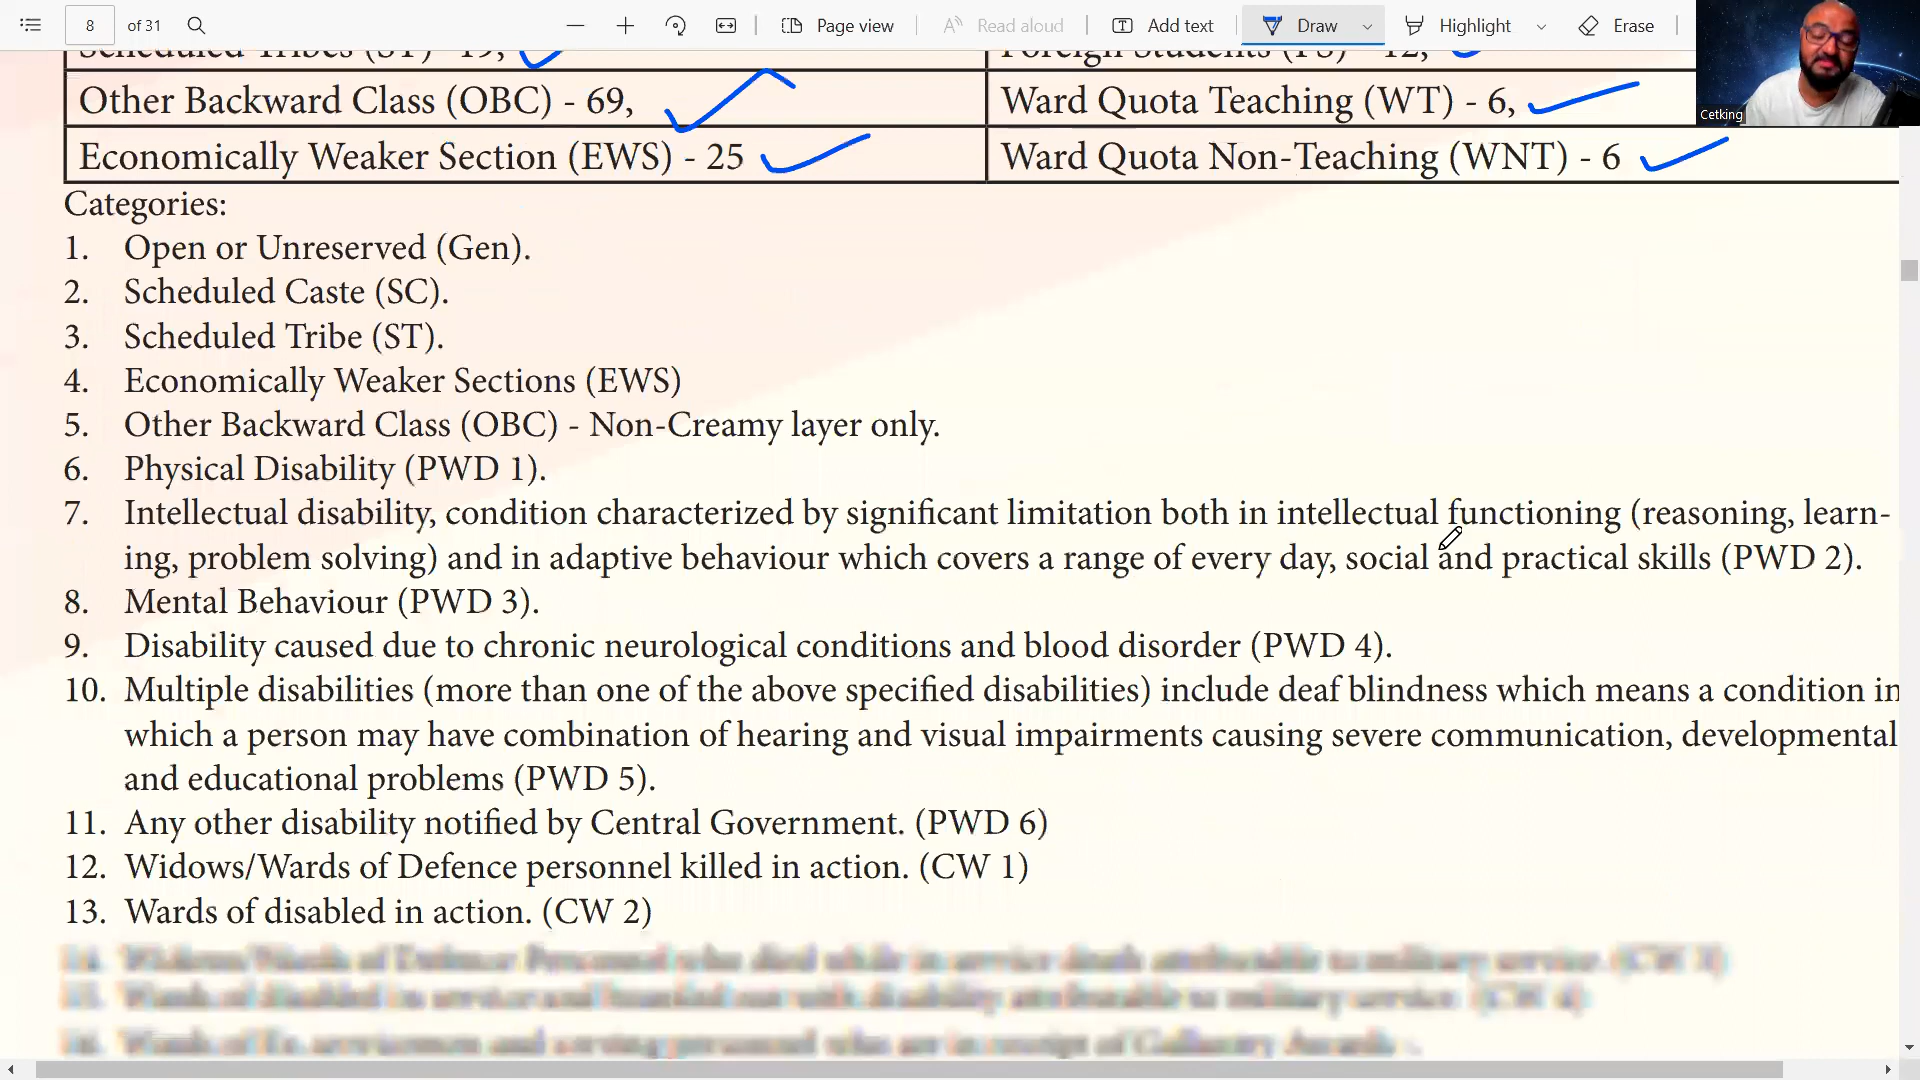 8 of 31 Page view Read aloud Add text Draw Highlight Erase
Scheduled Tribes (ST) - 19, Foreign Students (FS) - 12,
Other Backward Class (OBC) - 69, Ward Quota Teaching (WT) - 6,
Cetking
Economically Weaker Section (EWS) - 25 Ward Quota Non-Teaching (WNT) - 6
Categories:
1. Open or Unreserved (Gen).
2. Scheduled Caste (SC).
3. Scheduled Tribe (ST).
4. Economically Weaker Sections (EWS)
5. Other Backward Class (OBC) - Non-Creamy layer only.
6. Physical Disability (PWD 1).
7. Intellectual disability, condition characterized by significant limitation both in intellectual functioning (reasoning, learn-
ing, problem solving) and in adaptive behaviour which covers a range of every day, social and practical skills (PWD 2).
8. Mental Behaviour (PWD 3).
9. Disability caused due to chronic neurological conditions and blood disorder (PWD 4).
10. Multiple disabilities (more than one of the above specified disabilities) include deaf blindness which means a condition in
which a person may have combination of hearing and visual impairments causing severe communication, developmental
and educational problems (PWD 5).
11. Any other disability notified by Central Government. (PWD 6)
12. Widows/Wards of Defence personnel killed in action. (CW 1)
13. Wards of disabled in action. (CW 2)